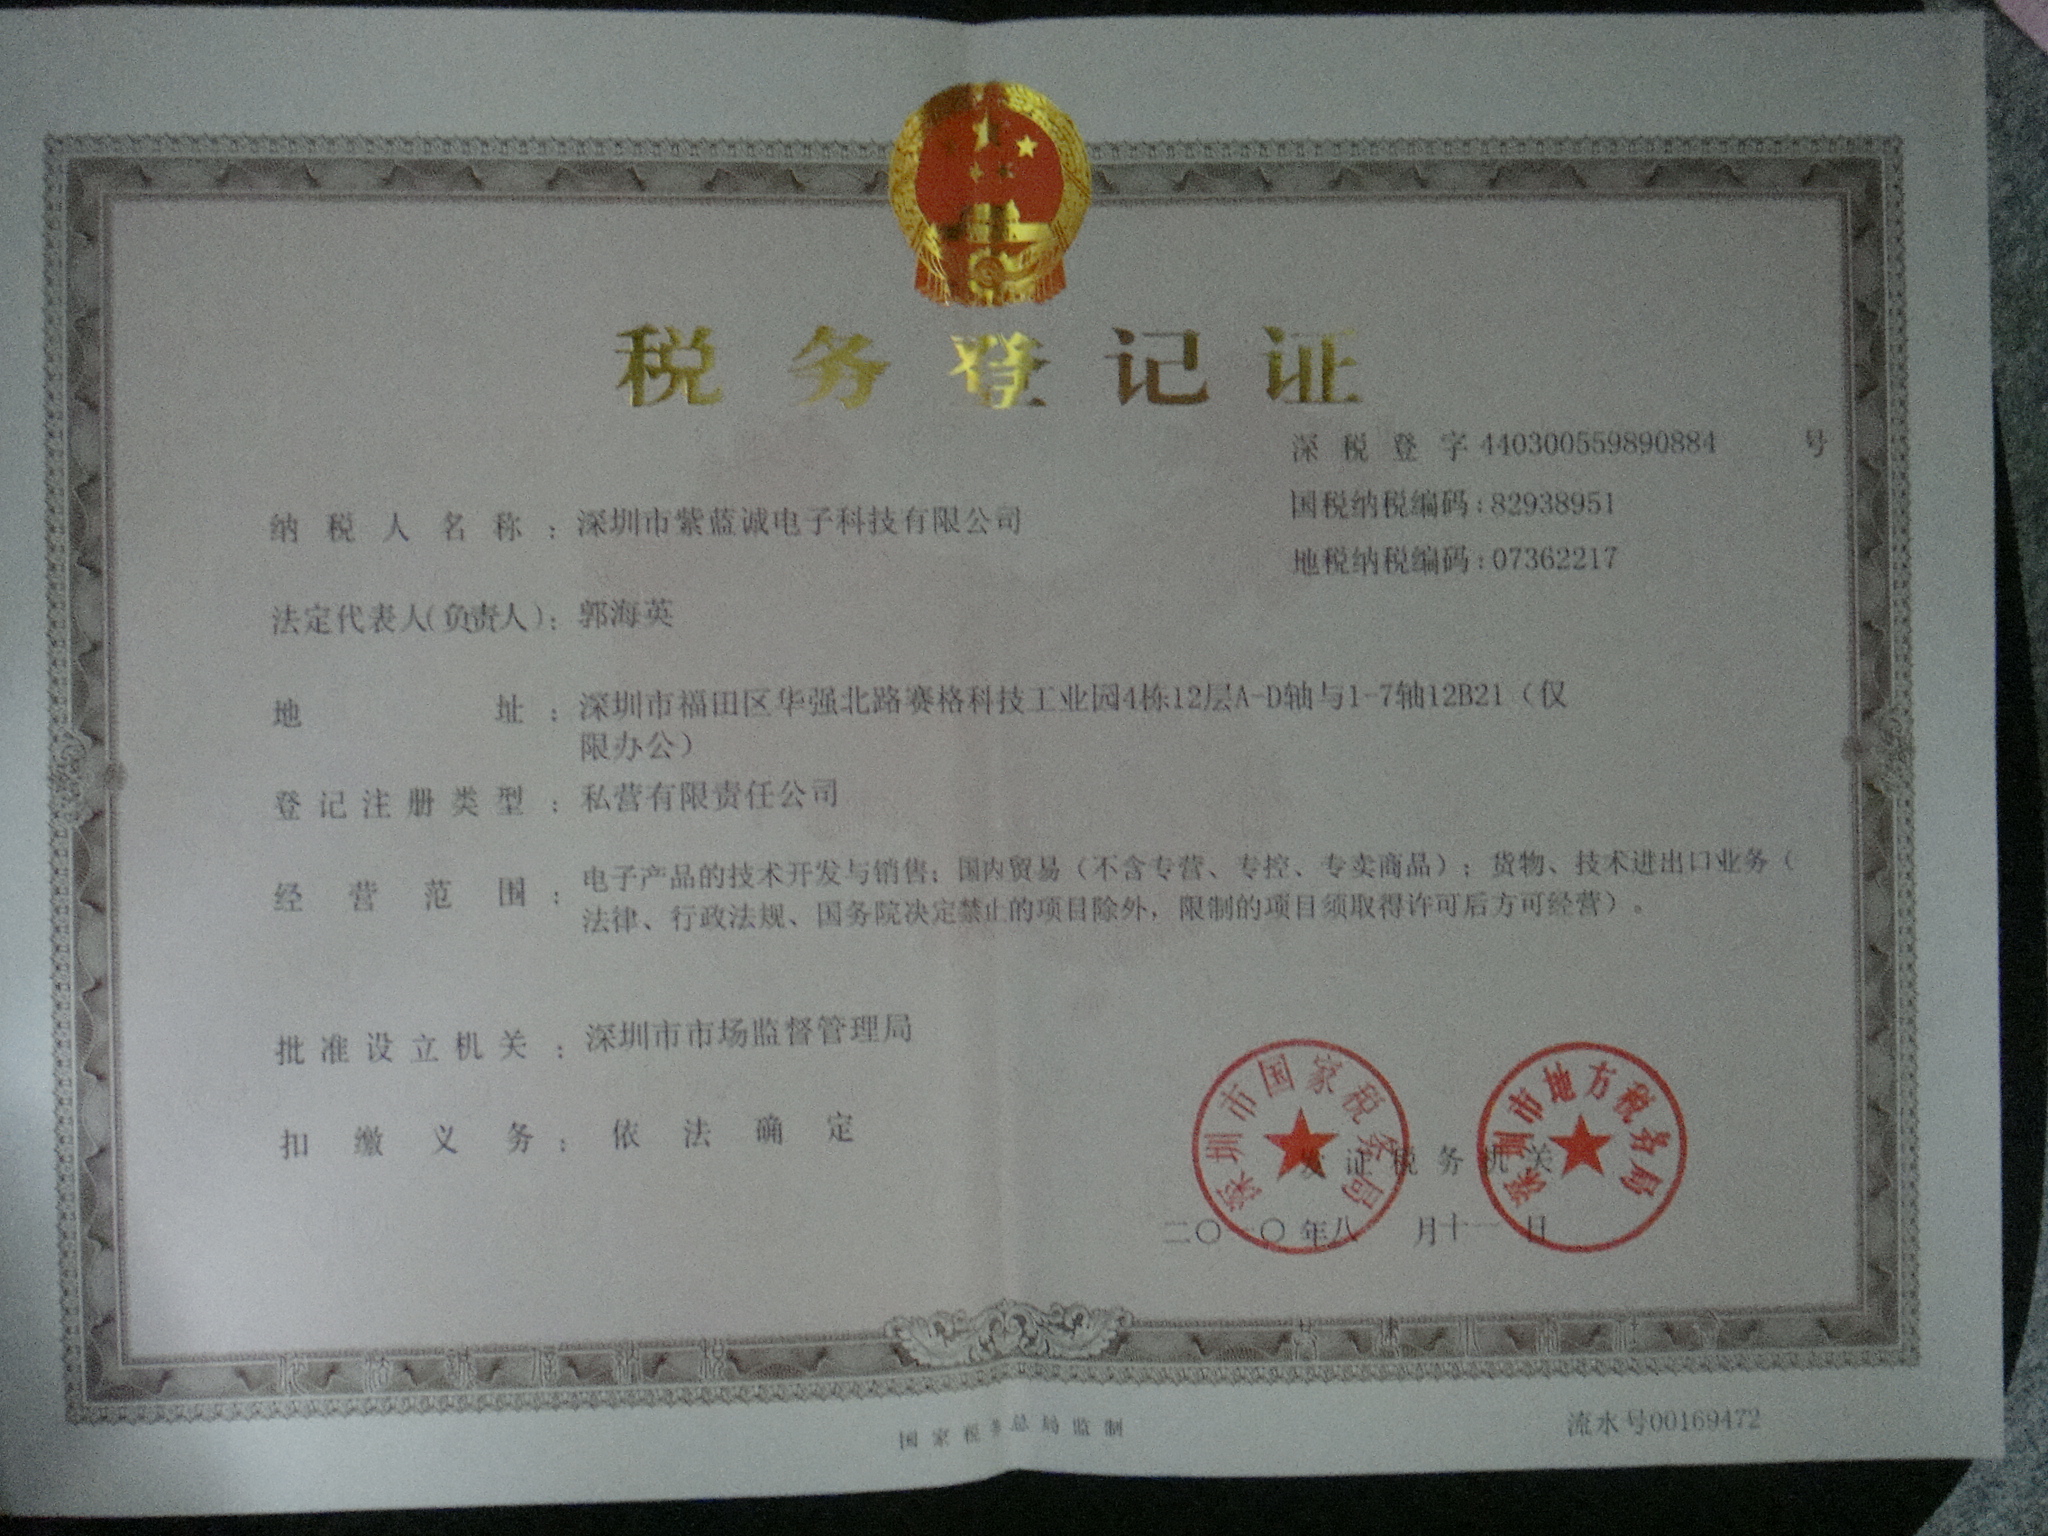 税务登记证
深税登字440300559890884号
国税纳税编码:82938951
地税纳税编码:07362217
纳税人名称:深圳市紫蓝诚电子科技有限公司
法定代表人(负责人):郭海英
地址:深圳市福田区华强北路赛格科技工业园4栋12层A-D轴与1-7轴12B21(仅
限办公)
登记注册类型:私营有限责任公司
经营范围:电子产品的技术开发与销售;国内贸易(不含专营、专控、专卖商品);货物、技术进出口业务(
法律、行政法规、国务院决定禁止的项目除外,限制的项目须取得许可后方可经营)。
批准设立机关:深圳市市场监督管理局
扣缴义务:依法确定
深圳市国家税务局
深圳市地方税务局
发证税务机关
二〇一〇年八月十一日
国家税务总局监制
流水号00169472